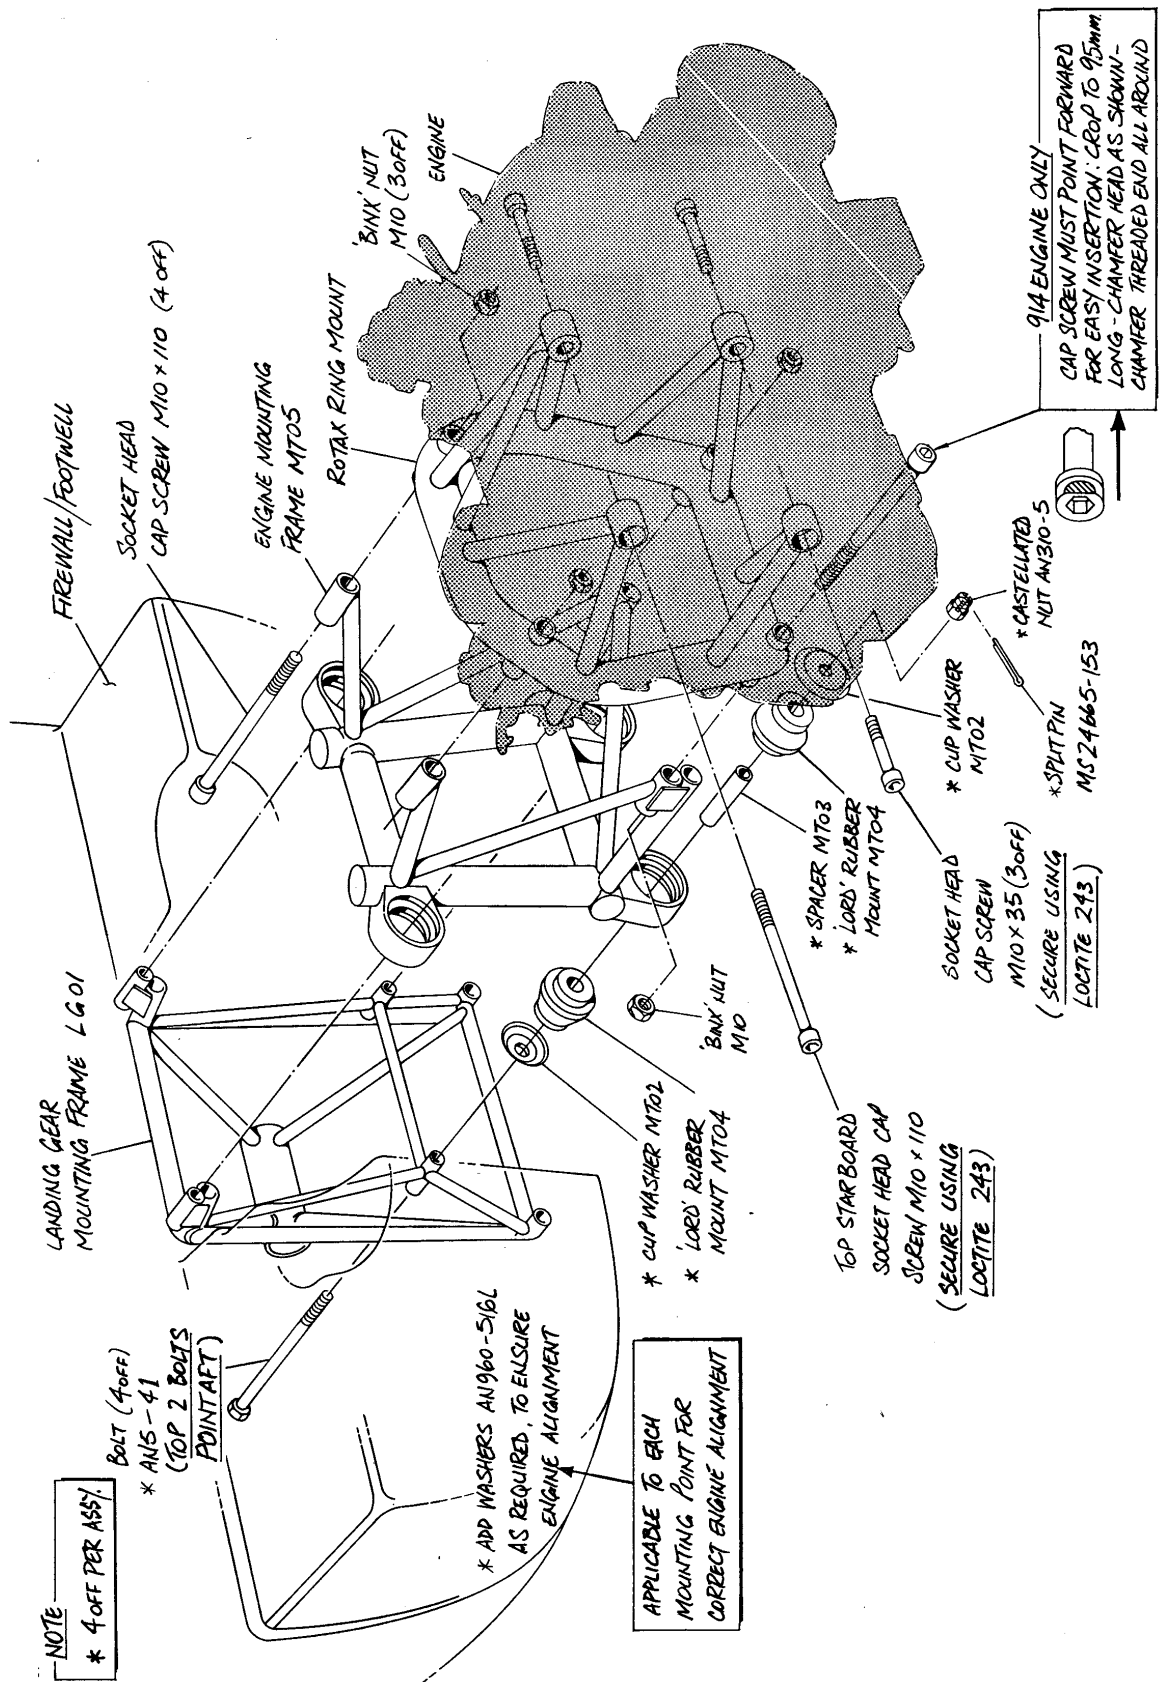 NOTE
* 4 OFF PER ASSY.
BOLT (4 OFF)
* AN5-41
(TOP 2 BOLTS
POINT AFT)
LANDING GEAR
MOUNTING FRAME LG01
FIREWALL/FOOTWELL
SOCKET HEAD
CAP SCREW M10 x 110 (4 OFF)
ENGINE MOUNTING
FRAME MT05
ROTAX RING MOUNT
'BINX' NUT
M10 (3 OFF)
ENGINE
* ADD WASHERS AN960-516L
AS REQUIRED, TO ENSURE
ENGINE ALIGNMENT
APPLICABLE TO EACH
MOUNTING POINT FOR
CORRECT ENGINE ALIGNMENT
* CUP WASHER MT02
* 'LORD' RUBBER
MOUNT MT04
'BINX' NUT
M10
TOP STARBOARD
SOCKET HEAD CAP
SCREW M10 x 110
(SECURE USING
LOCTITE 243)
* SPACER MT03
* 'LORD' RUBBER
MOUNT MT04
SOCKET HEAD
CAP SCREW
M10 x 35 (3 OFF)
(SECURE USING
LOCTITE 243)
* CUP WASHER
MT02
* SPLIT PIN
MS24665-153
* CASTELLATED
NUT AN310-5
914 ENGINE ONLY
CAP SCREW MUST POINT FORWARD
FOR EASY INSERTION: CROP TO 95mm
LONG - CHAMFER HEAD AS SHOWN -
CHAMFER THREADED END ALL AROUND